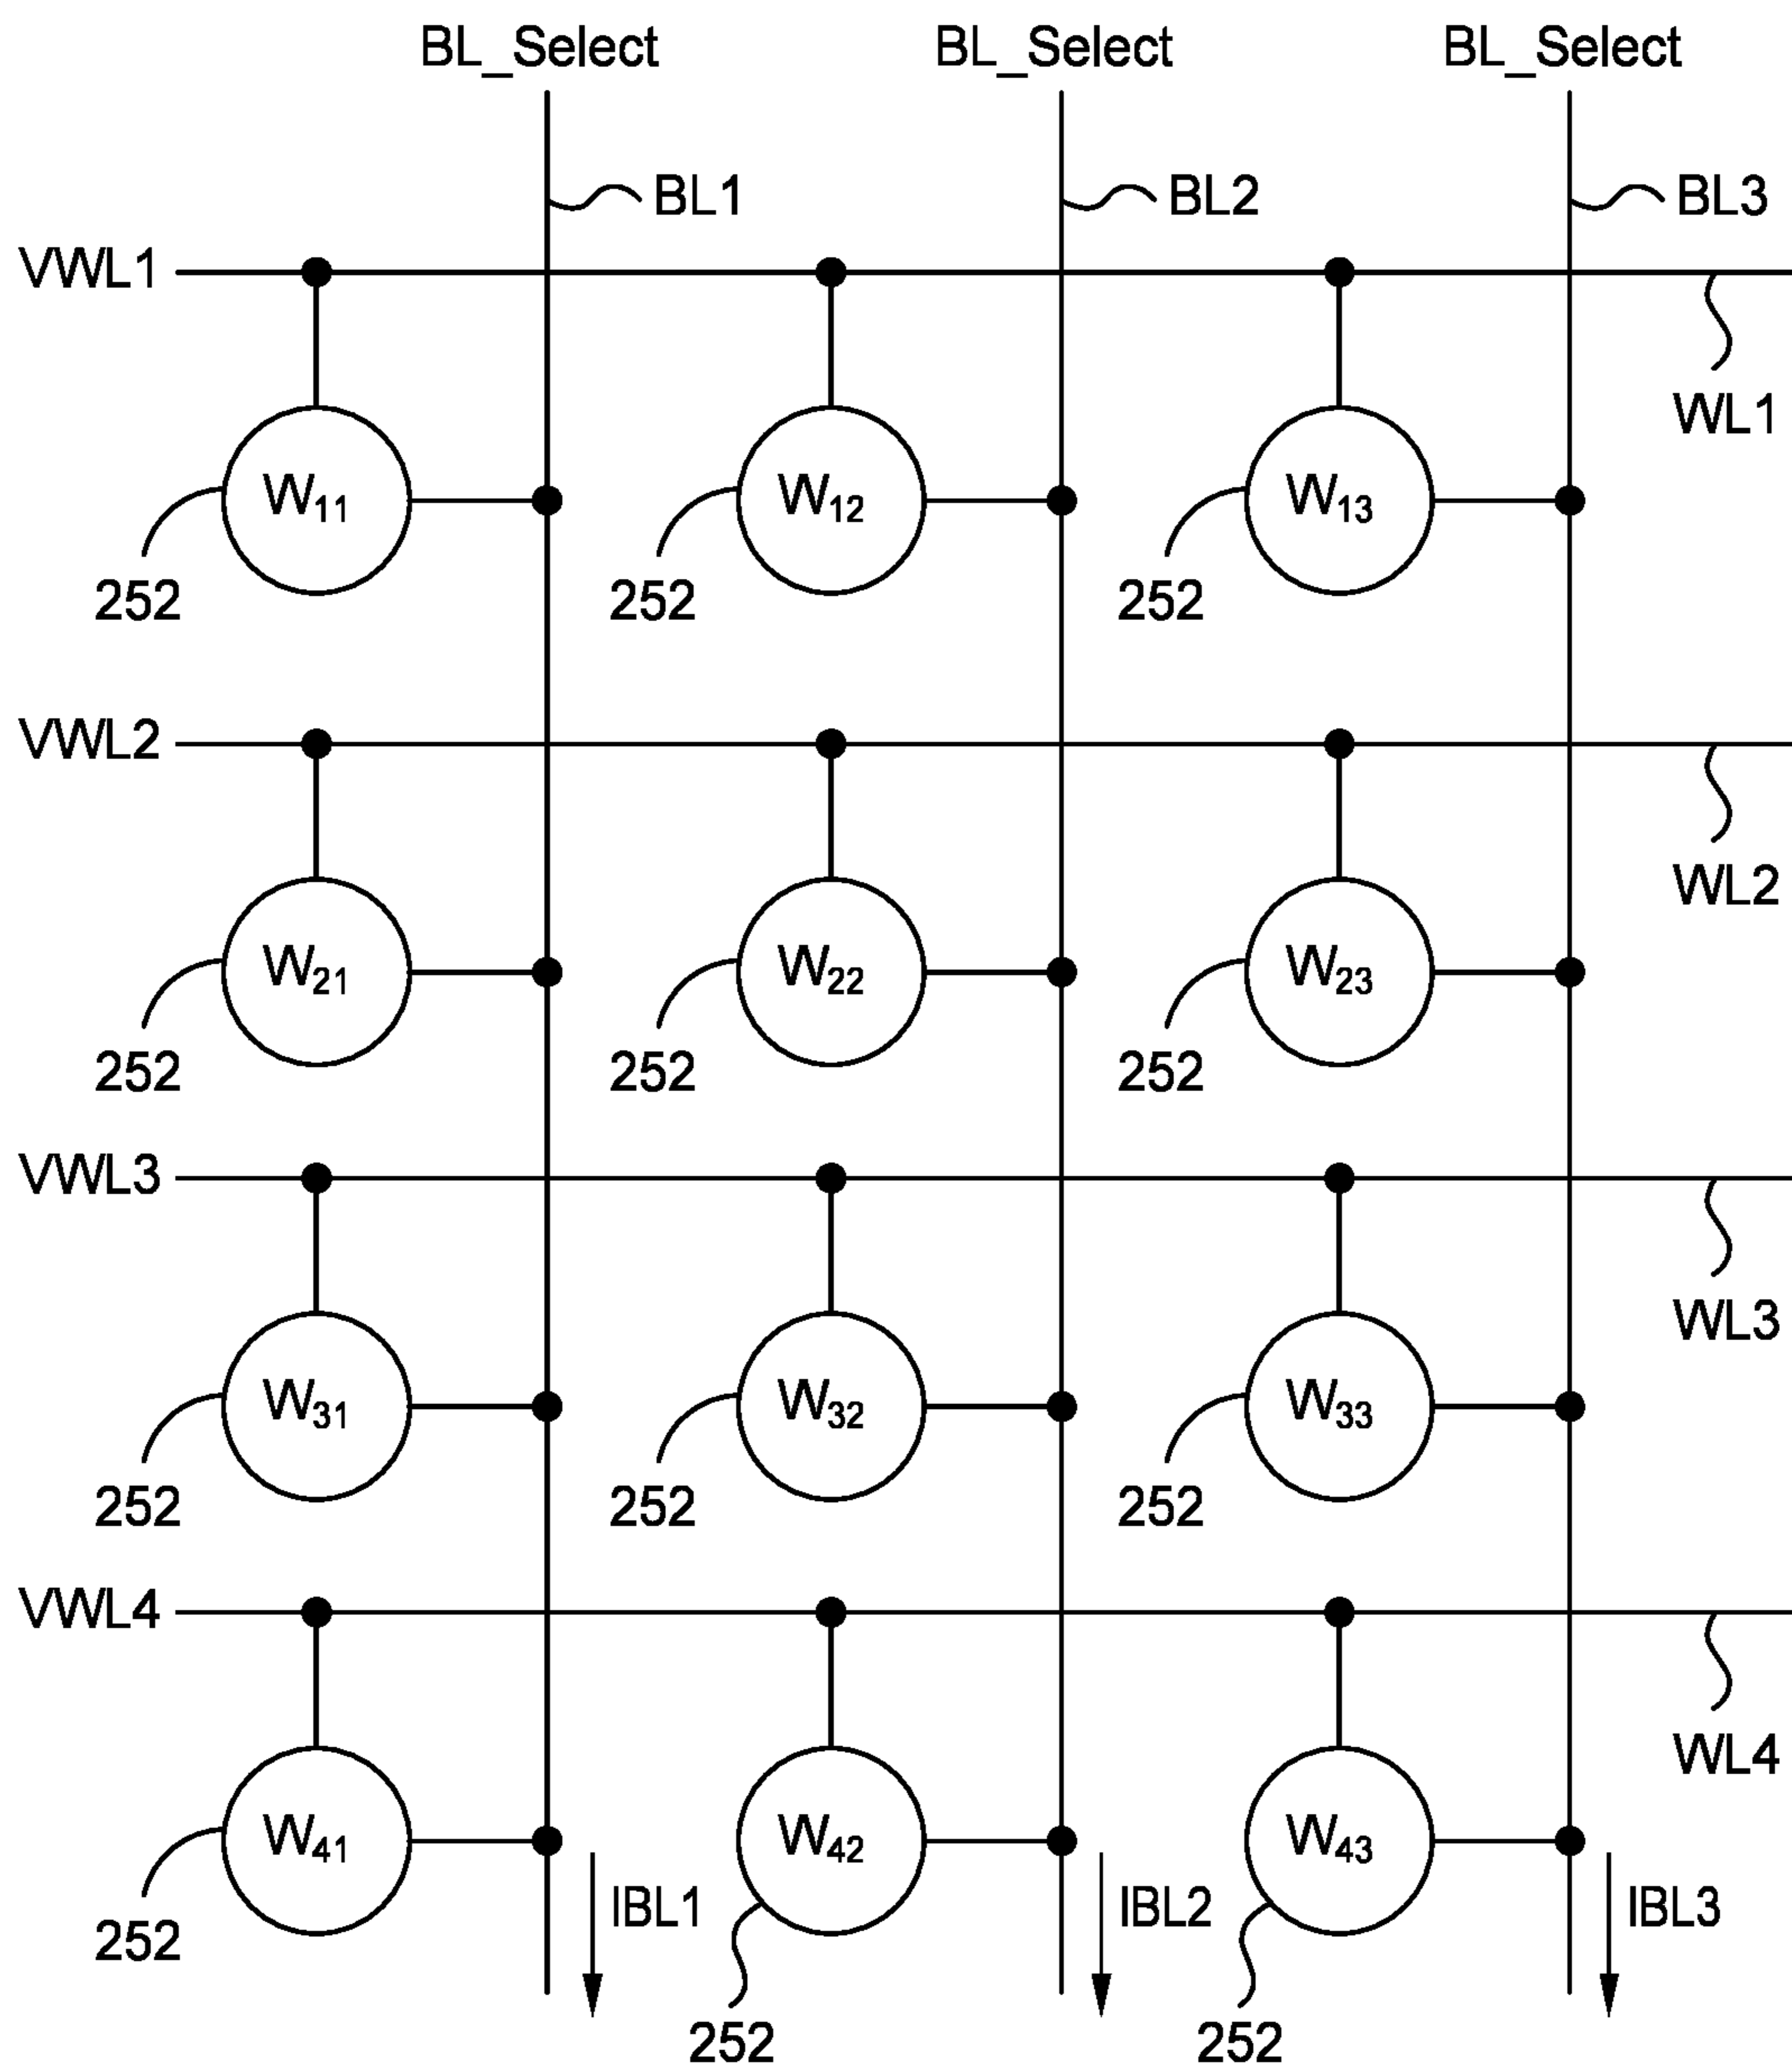 BL_Select BL_Select BL_Select
BL1 BL2 BL3
VWL1
WL1
W11 W12 W13
252 252 252
VWL2
WL2
W21 W22 W23
252 252 252
VWL3
WL3
W31 W32 W33
252 252 252
VWL4
WL4
W41 W42 W43
IBL1 IBL2 IBL3
252
252 252